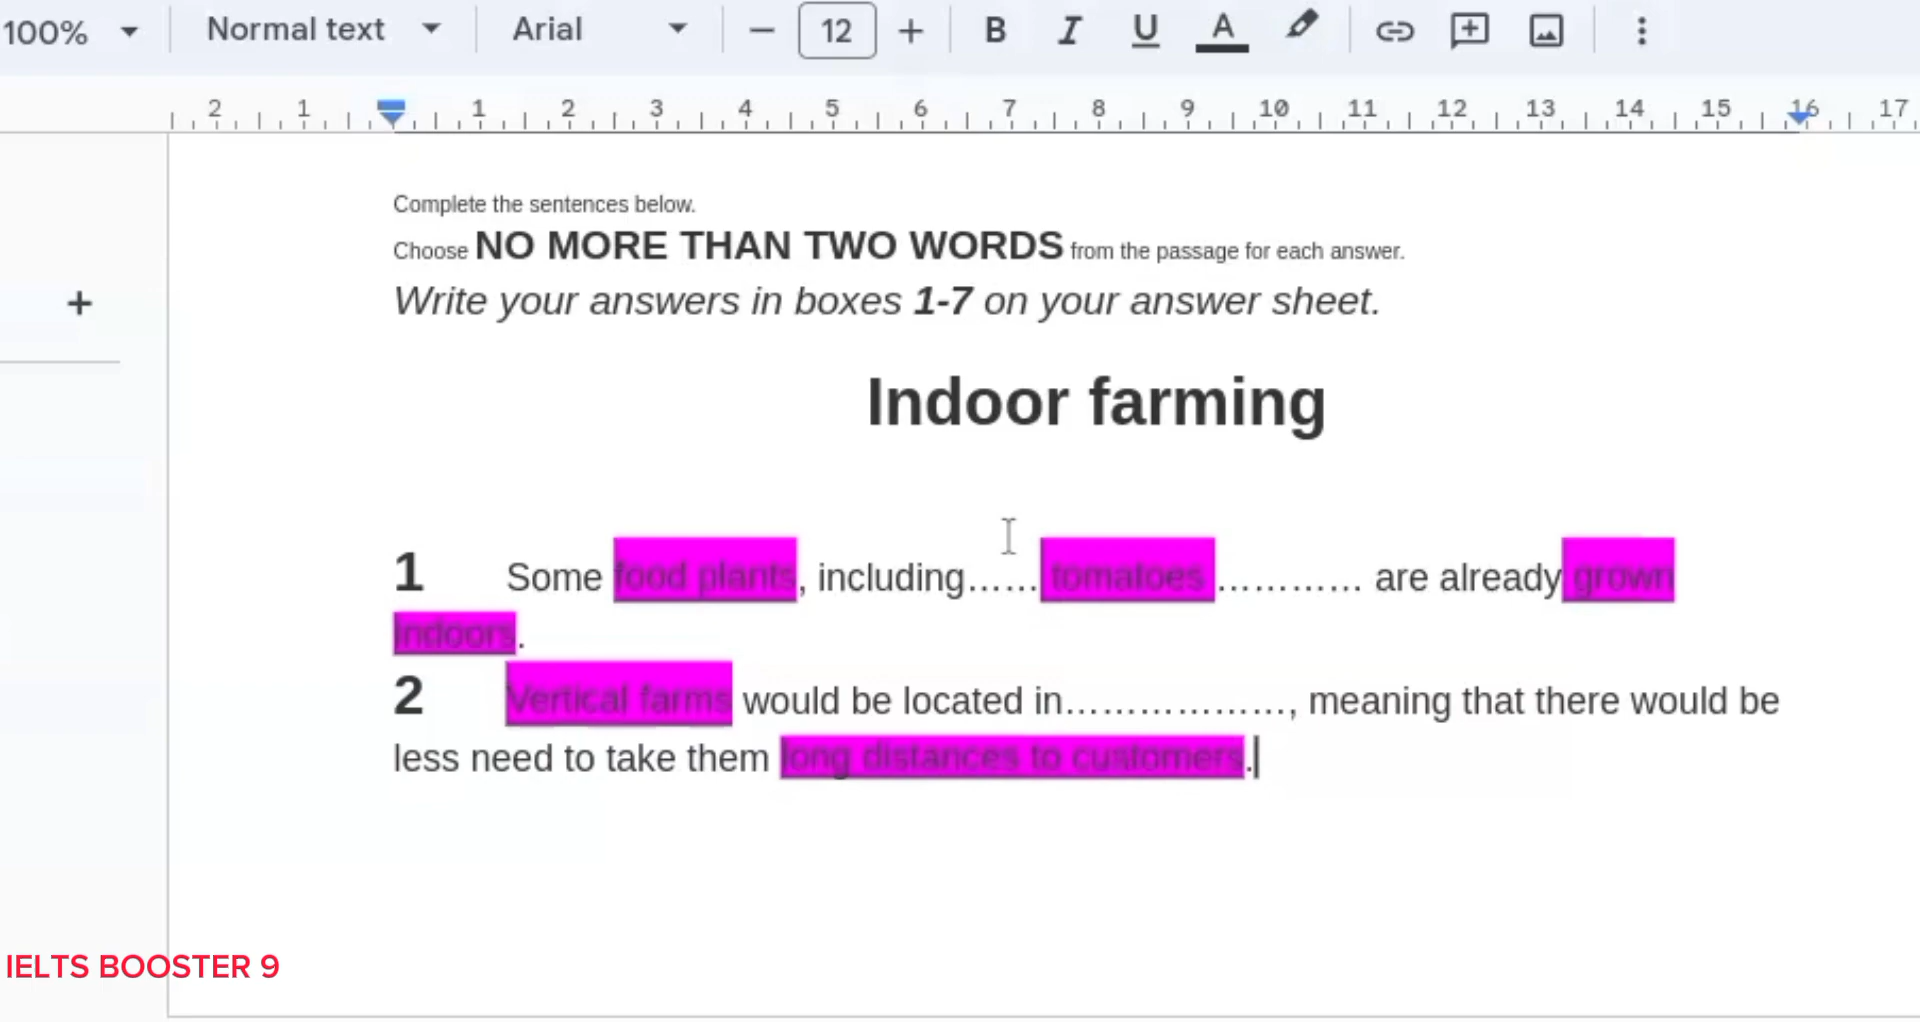 100% Normal text Arial 12 B I U A
2 1 1 2 3 4 5 6 7 8 9 10 11 12 13 14 15 16 17
Complete the sentences below.
Choose NO MORE THAN TWO WORDS from the passage for each answer.
Write your answers in boxes 1-7 on your answer sheet.
Indoor farming
1 Some food plants, including...... tomatoes ............ are already grown
indoors.
2 Vertical farms would be located in.................., meaning that there would be
less need to take them long distances to customers.
IELTS BOOSTER 9